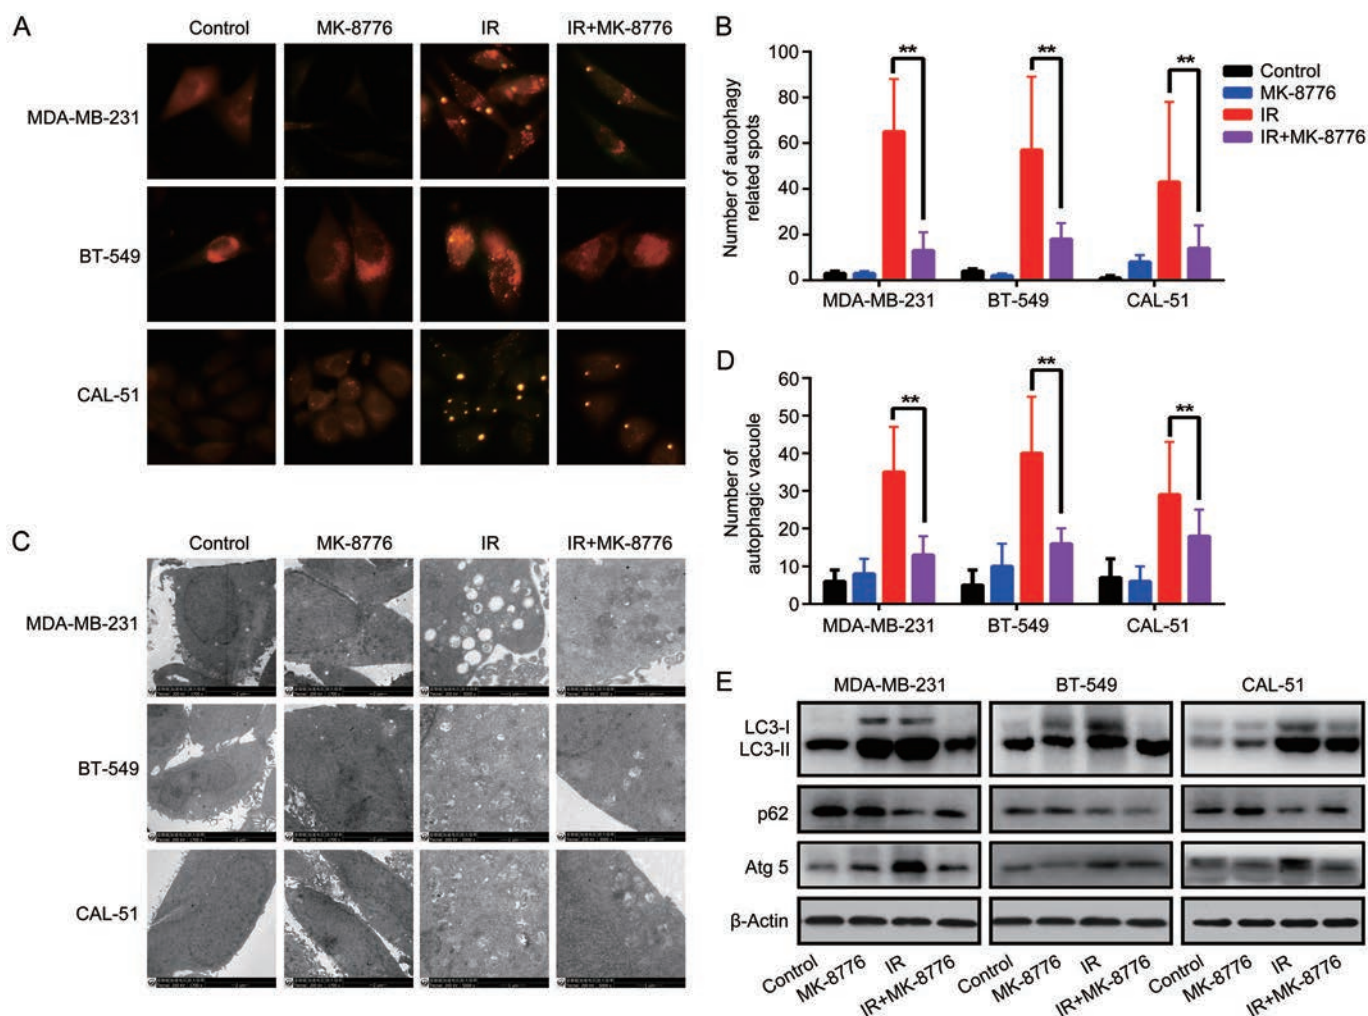 A
Control MK-8776 IR IR+MK-8776
MDA-MB-231
BT-549
CAL-51
B
Number of autophagy
related spots
100
80
60
40
20
0
** ** **
MDA-MB-231 BT-549 CAL-51
Control
MK-8776
IR
IR+MK-8776
C
Control MK-8776 IR IR+MK-8776
MDA-MB-231
BT-549
CAL-51
D
Number of
autophagic vacuole
60
50
40
30
20
10
0
** ** **
MDA-MB-231 BT-549 CAL-51
E
MDA-MB-231 BT-549 CAL-51
LC3-I
LC3-II
p62
Atg 5
β-Actin
Control MK-8776 IR IR+MK-8776 Control MK-8776 IR IR+MK-8776 Control MK-8776 IR IR+MK-8776